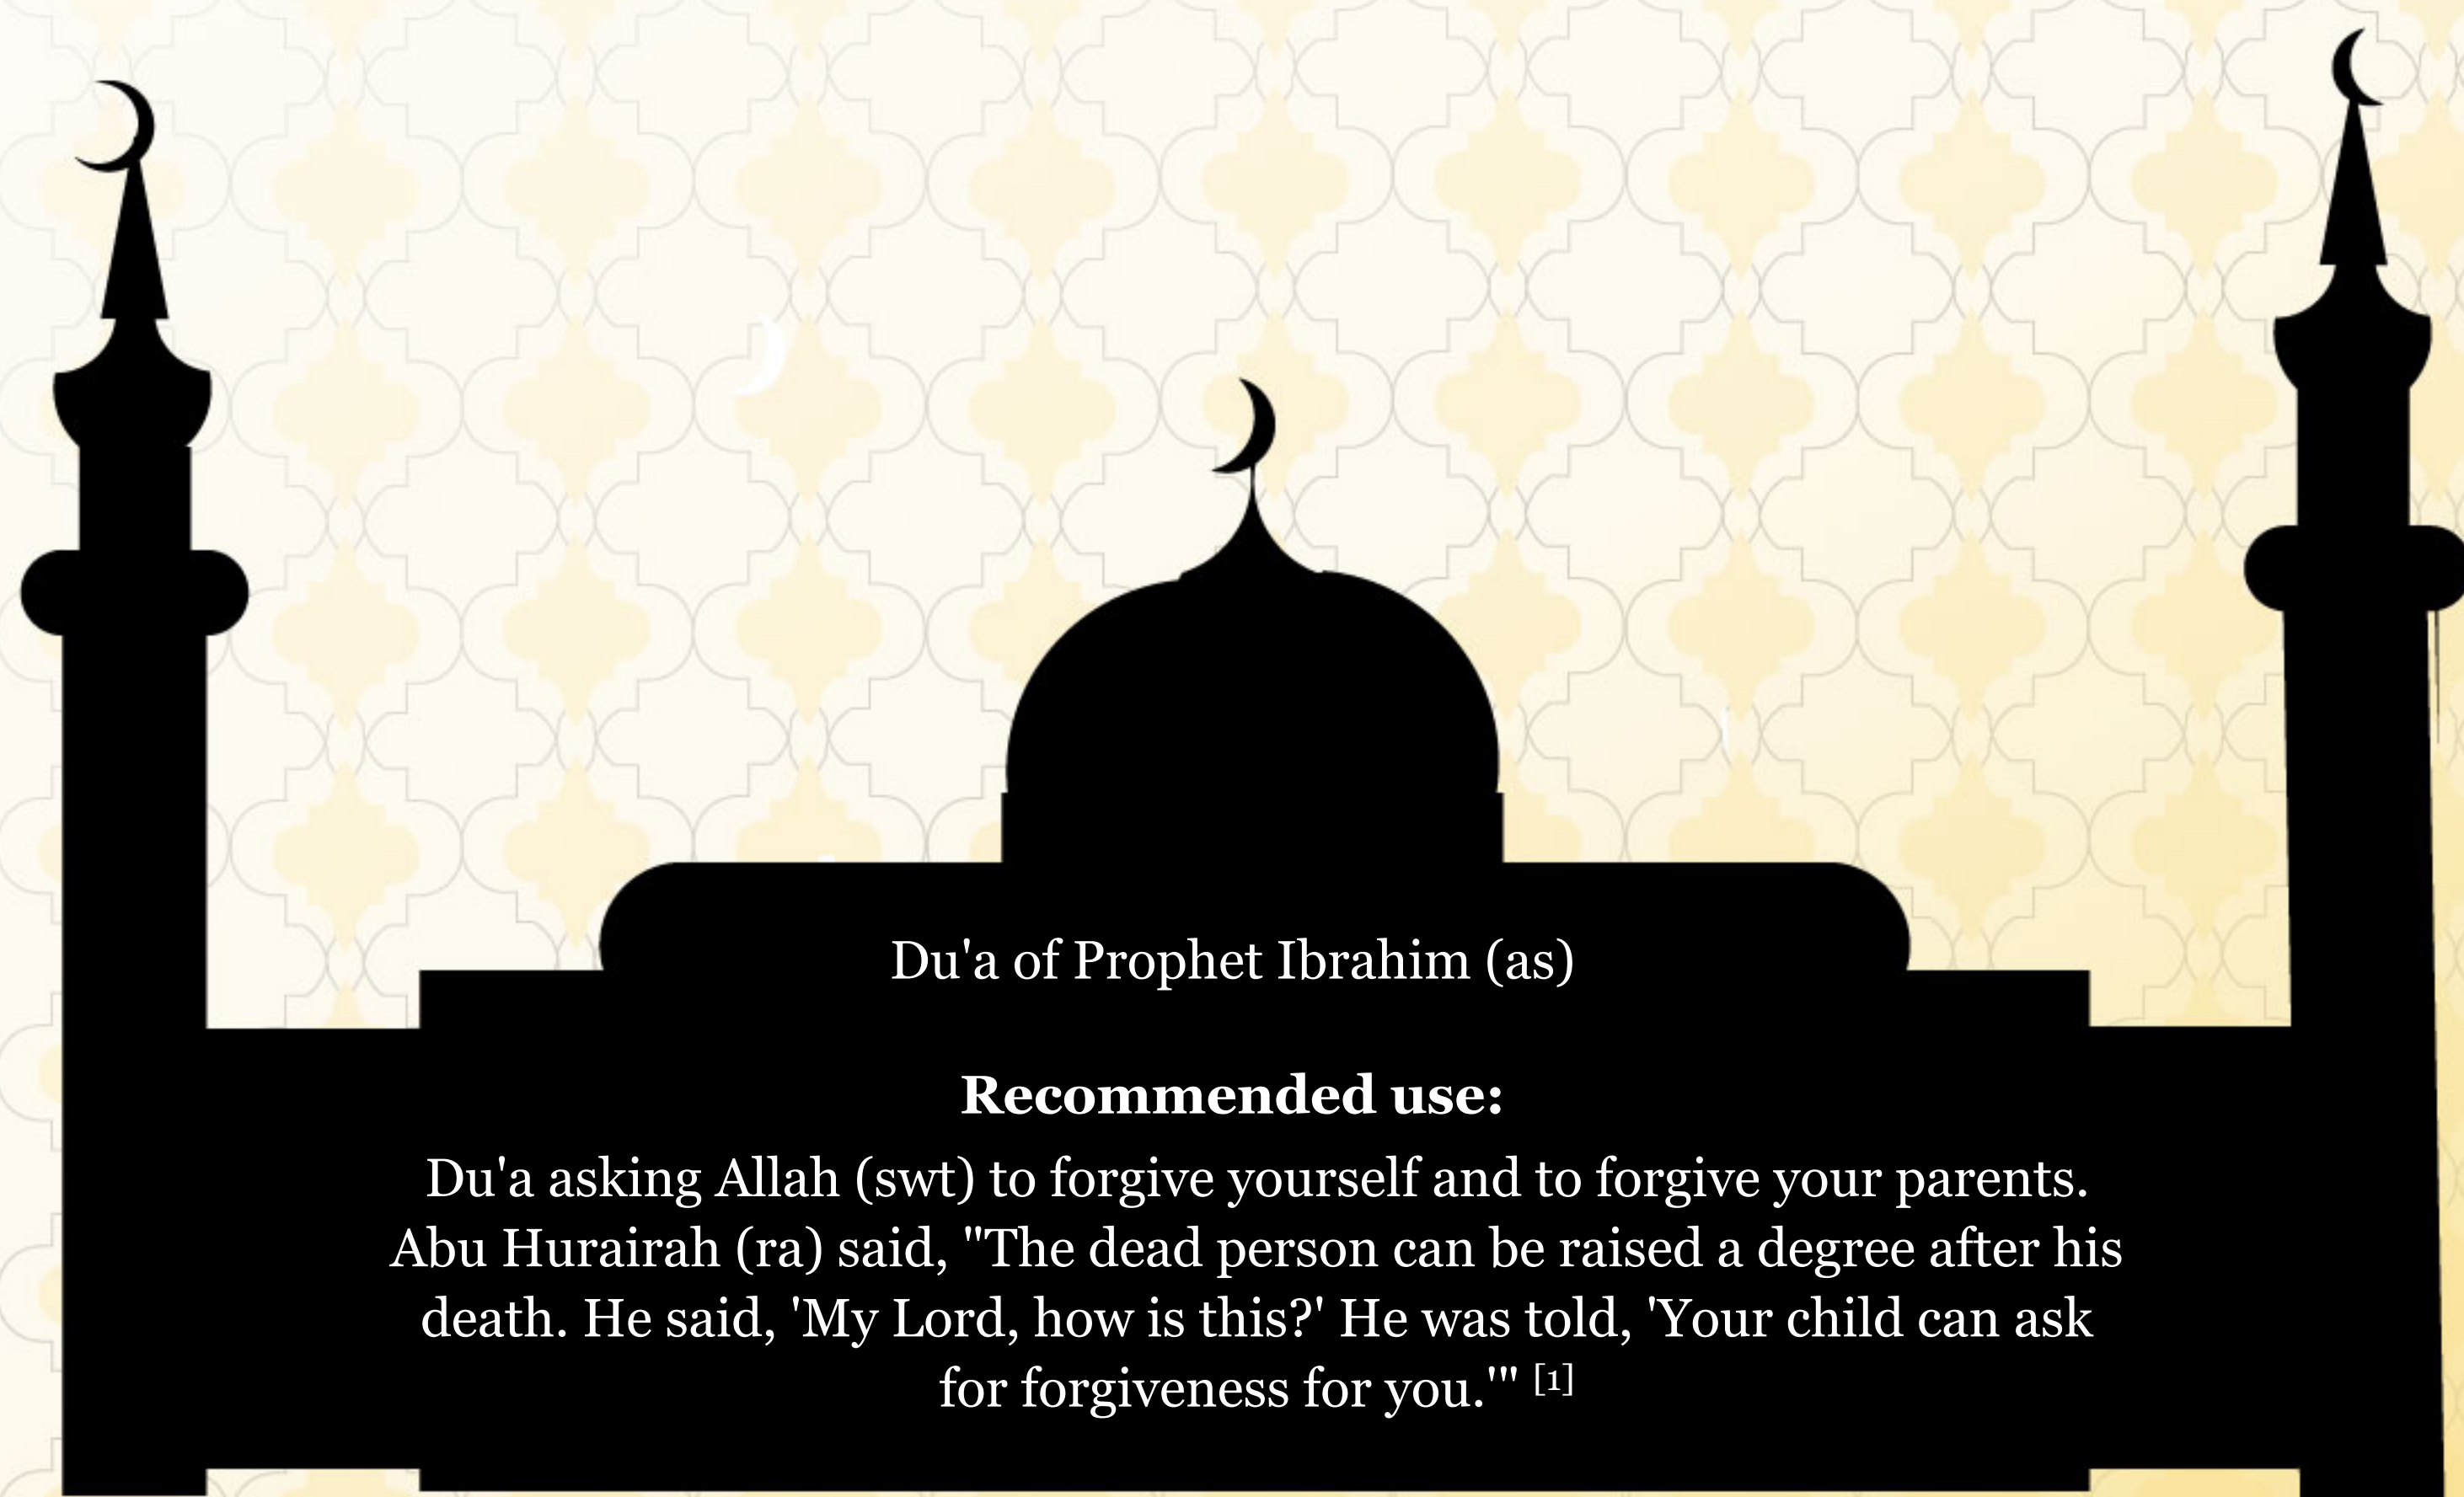 Du'a of Prophet Ibrahim (as)
Recommended use:
Du'a asking Allah (swt) to forgive yourself and to forgive your parents.
Abu Hurairah (ra) said, "The dead person can be raised a degree after his
death. He said, 'My Lord, how is this?' He was told, 'Your child can ask
for forgiveness for you.'" [1]